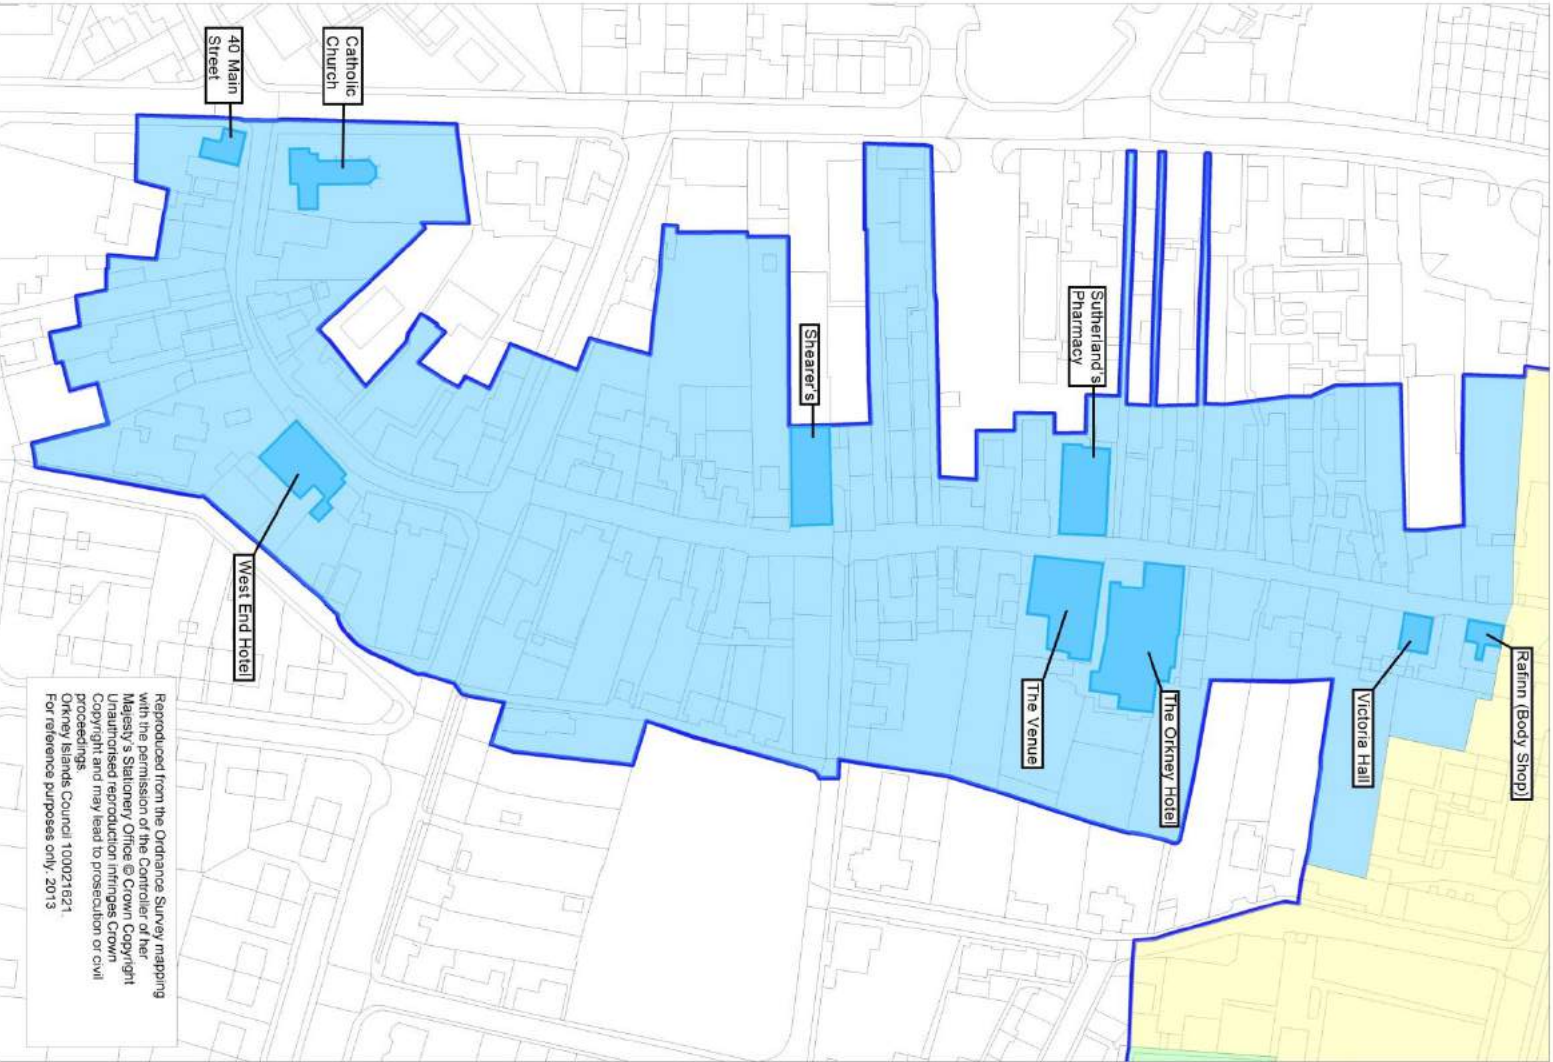 40 Main
Street
Catholic
Church
West End Hotel
Shearer's
Sutherland's
Pharmacy
The Venue
The Orkney Hotel
Victoria Hall
Rafinn (Body Shop)
Reproduced from the Ordnance Survey mapping
with the permission of the Controller of her
Majesty's Stationery Office © Crown Copyright
Unauthorised reproduction infringes Crown
Copyright and may lead to prosecution or civil
proceedings.
Orkney Islands Council 100021621.
For reference purposes only. 2013